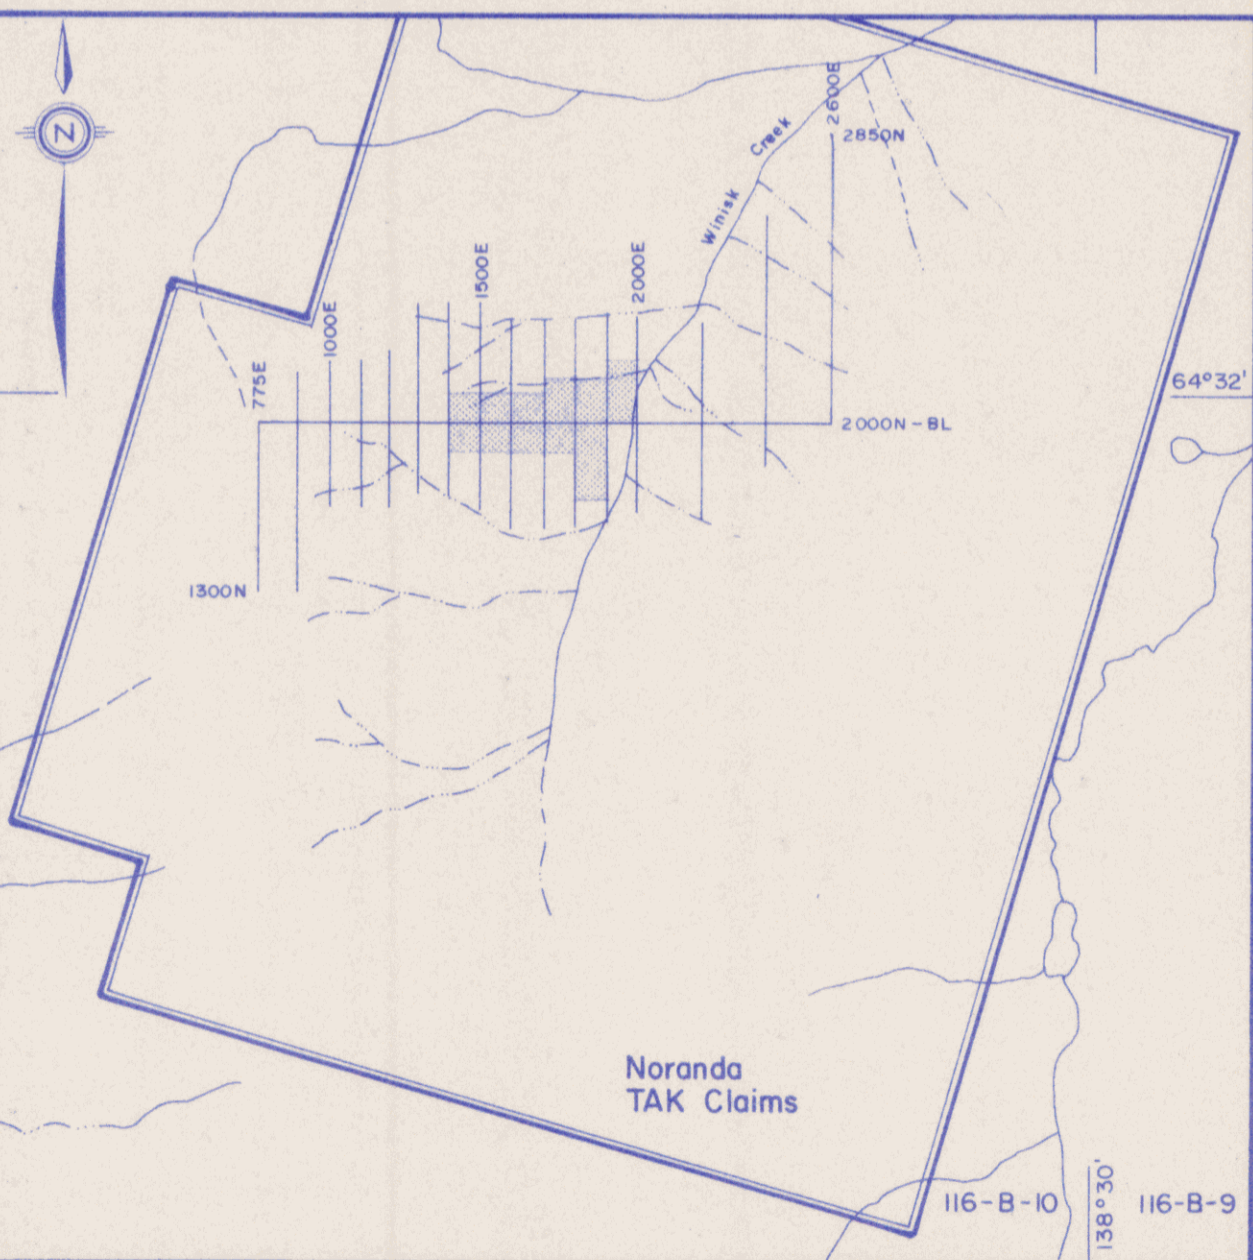 N
2600E
2850N
Winisk Creek
1500E
2000E
1000E
775E
64°32'
2000N-BL
1300N
Noranda
TAK Claims
116-B-10
138°30'
116-B-9